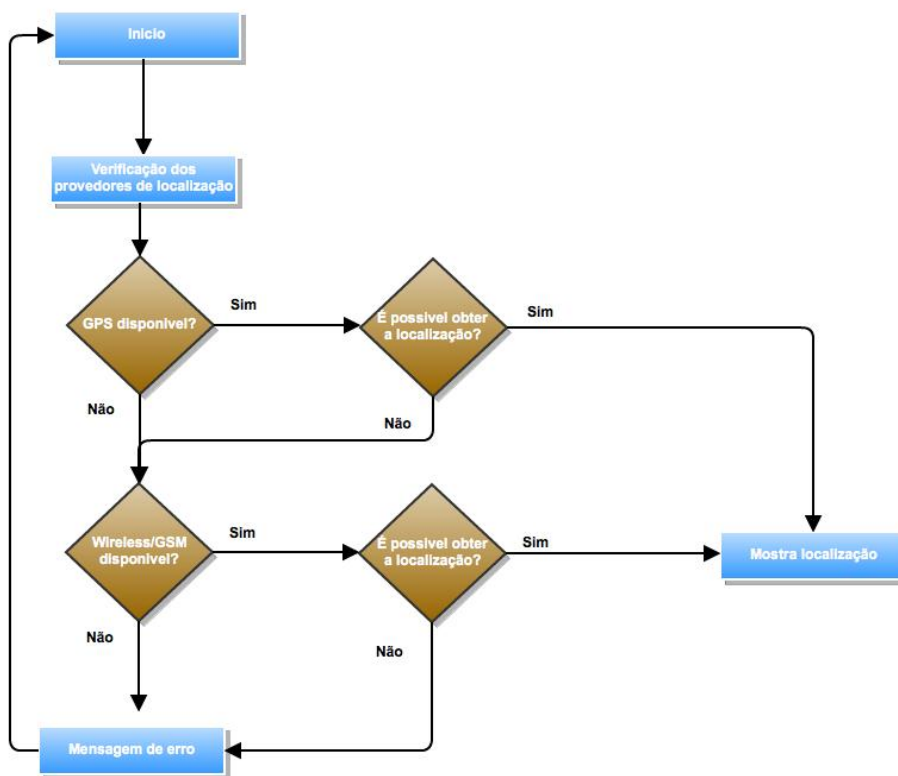 Inicio
Verificação dos
provedores de localização
GPS disponivel?
Sim
É possivel obter
a localização?
Sim
Não
Não
Wireless/GSM
disponivel?
Sim
É possivel obter
a localização?
Sim
Mostra localização
Não
Não
Mensagem de erro